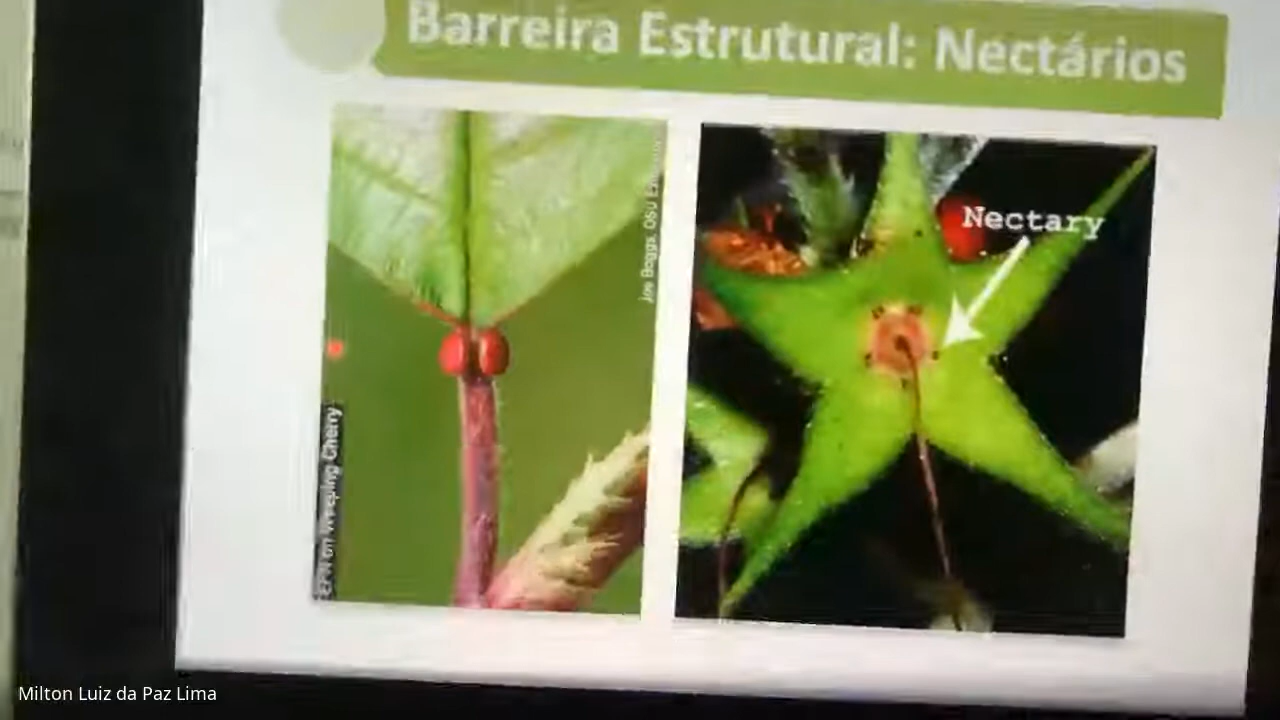 Barreira Estrutural: Nectários
Joe Boggs, OSU Extension
Nectary
EFN on Weeping Cherry
Milton Luiz da Paz Lima